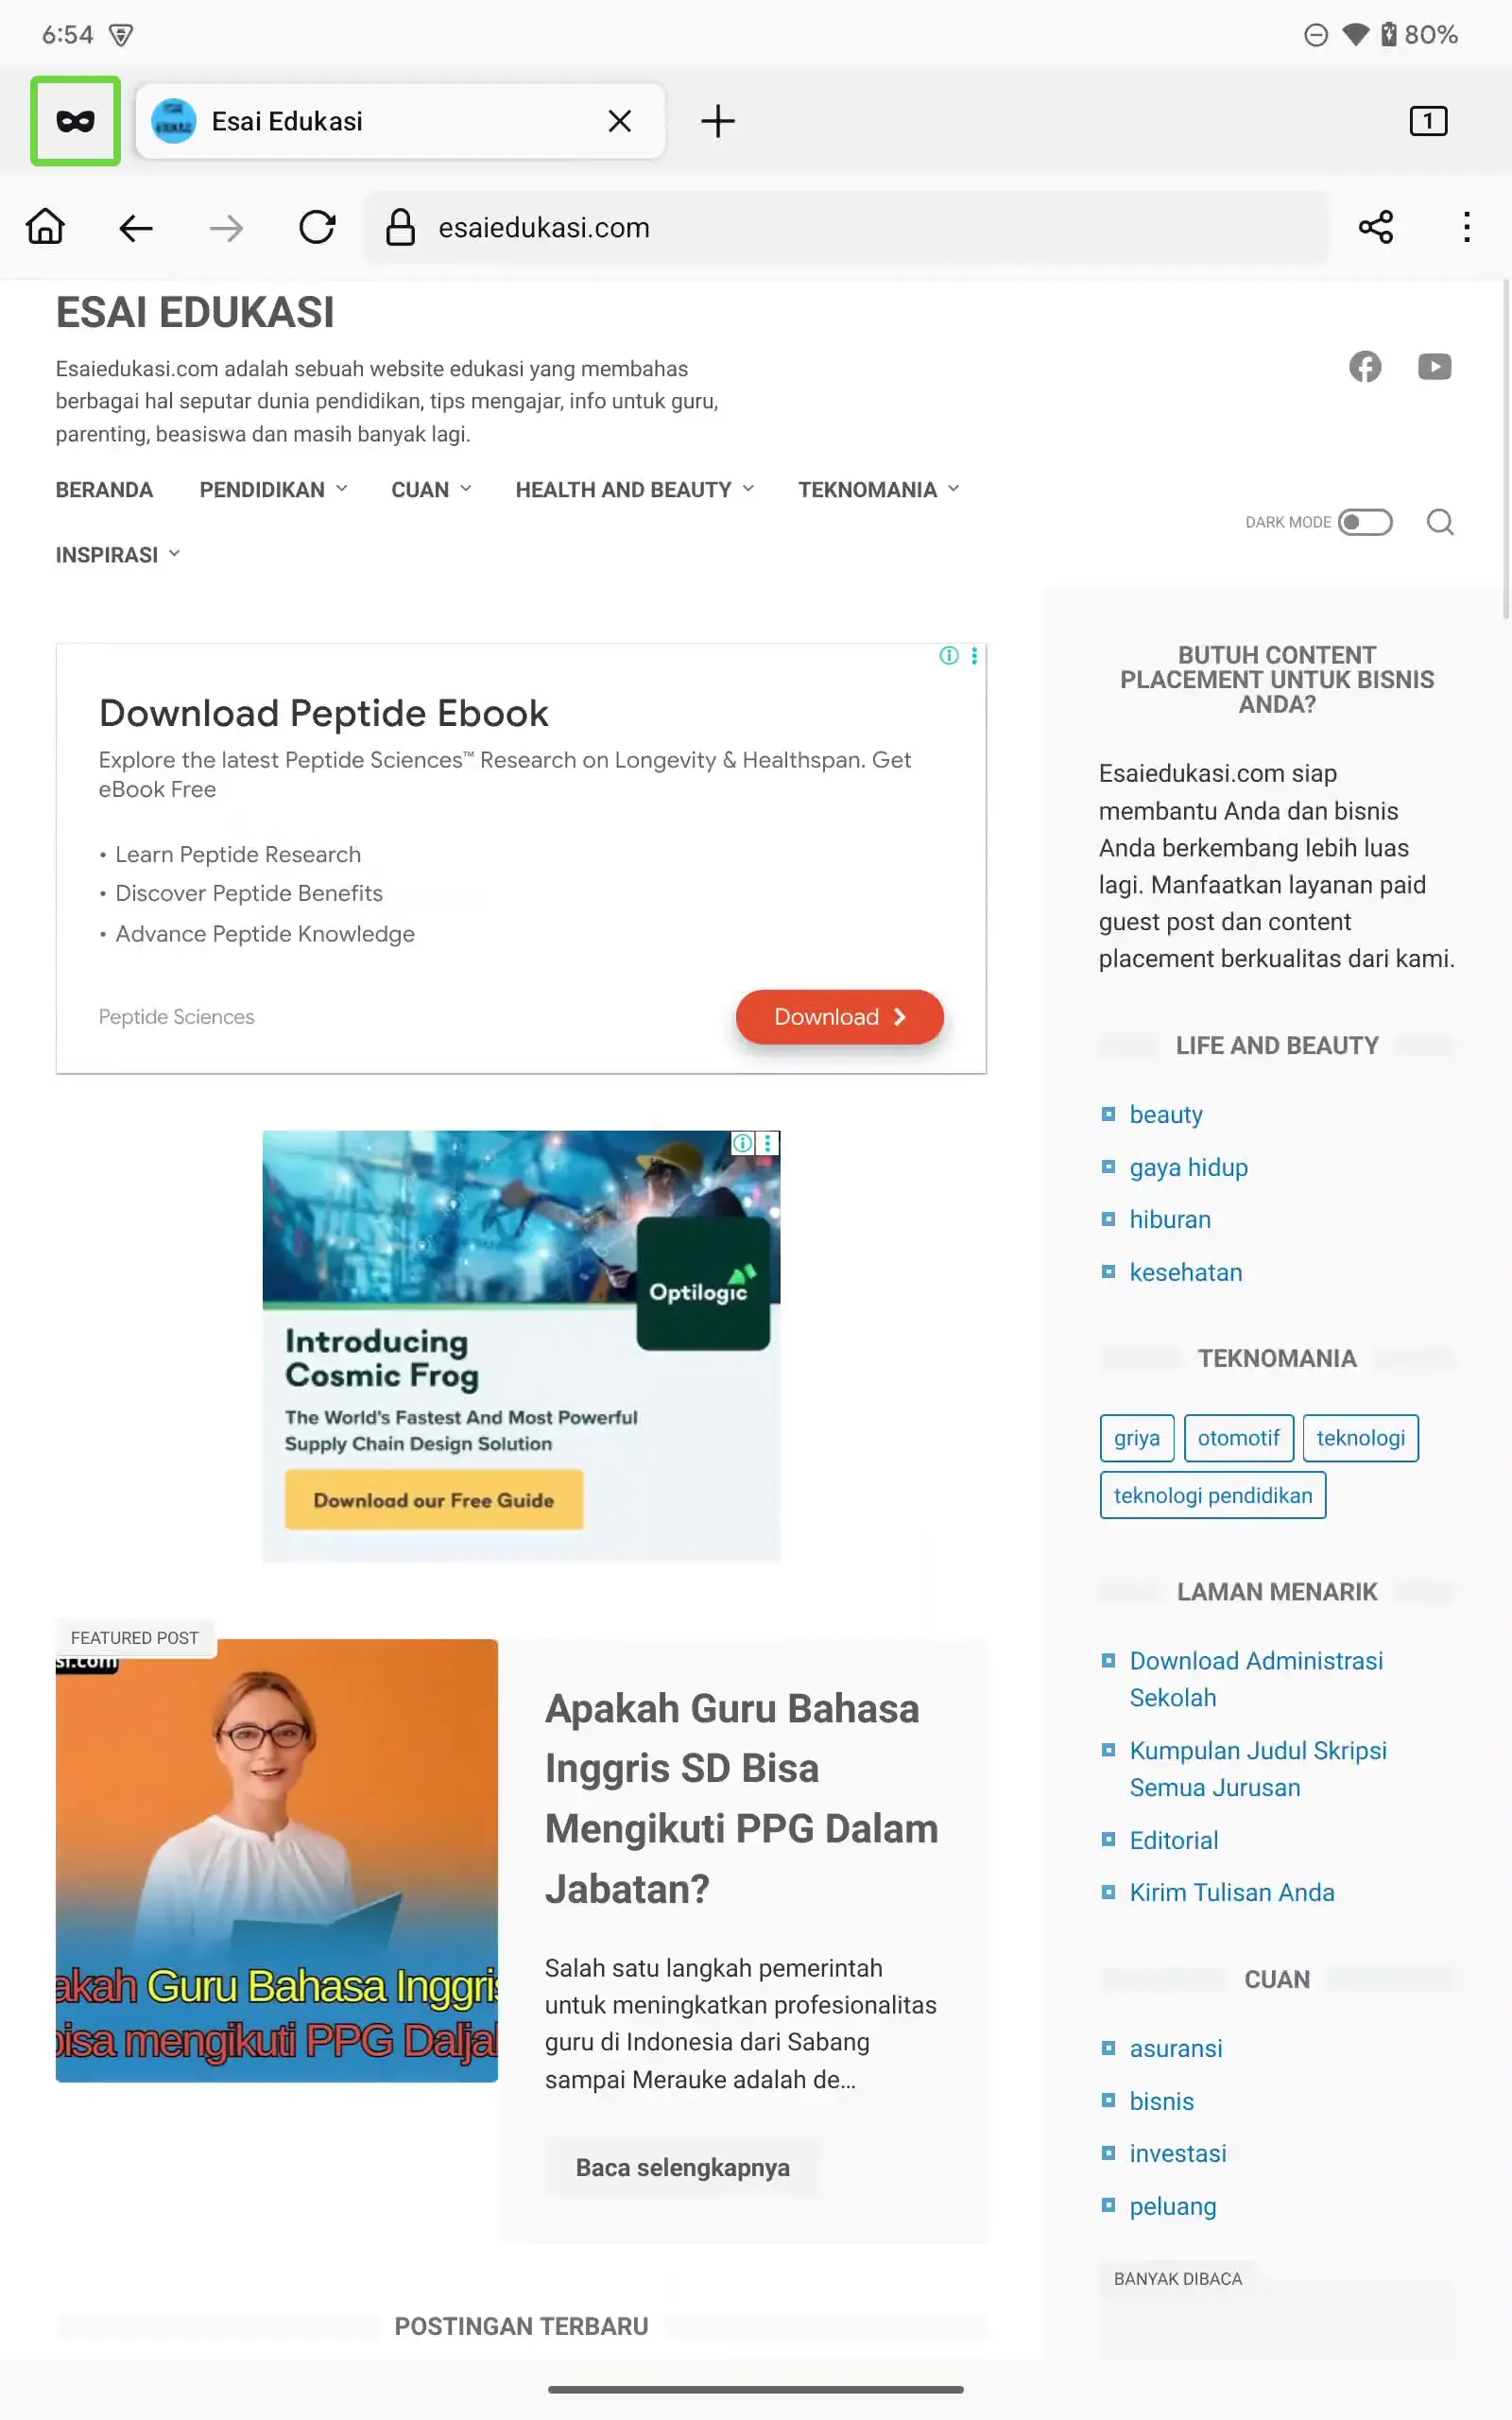 6:54
80%
Esai Edukasi
1
esaiedukasi.com
ESAI EDUKASI
Esaiedukasi.com adalah sebuah website edukasi yang membahas
berbagai hal seputar dunia pendidikan, tips mengajar, info untuk guru,
parenting, beasiswa dan masih banyak lagi.
BERANDA PENDIDIKAN CUAN HEALTH AND BEAUTY TEKNOMANIA
INSPIRASI
DARK MODE
Download Peptide Ebook
Explore the latest Peptide Sciences™ Research on Longevity & Healthspan. Get
eBook Free
• Learn Peptide Research
• Discover Peptide Benefits
• Advance Peptide Knowledge
Peptide Sciences
Download
Optilogic
Introducing
Cosmic Frog
The World's Fastest And Most Powerful
Supply Chain Design Solution
Download our Free Guide
FEATURED POST
si.com
akah Guru Bahasa Inggris
bisa mengikuti PPG Daljab
Apakah Guru Bahasa
Inggris SD Bisa
Mengikuti PPG Dalam
Jabatan?
Salah satu langkah pemerintah
untuk meningkatkan profesionalitas
guru di Indonesia dari Sabang
sampai Merauke adalah de…
Baca selengkapnya
POSTINGAN TERBARU
BUTUH CONTENT
PLACEMENT UNTUK BISNIS
ANDA?
Esaiedukasi.com siap
membantu Anda dan bisnis
Anda berkembang lebih luas
lagi. Manfaatkan layanan paid
guest post dan content
placement berkualitas dari kami.
LIFE AND BEAUTY
beauty
gaya hidup
hiburan
kesehatan
TEKNOMANIA
griya otomotif teknologi
teknologi pendidikan
LAMAN MENARIK
Download Administrasi
Sekolah
Kumpulan Judul Skripsi
Semua Jurusan
Editorial
Kirim Tulisan Anda
CUAN
asuransi
bisnis
investasi
peluang
BANYAK DIBACA